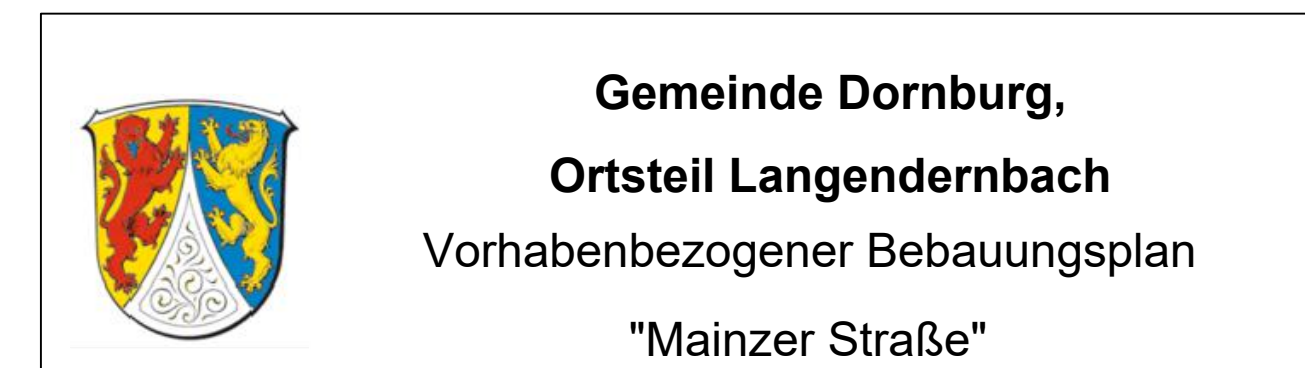 Gemeinde Dornburg,
Ortsteil Langendernbach
Vorhabenbezogener Bebauungsplan
"Mainzer Straße"